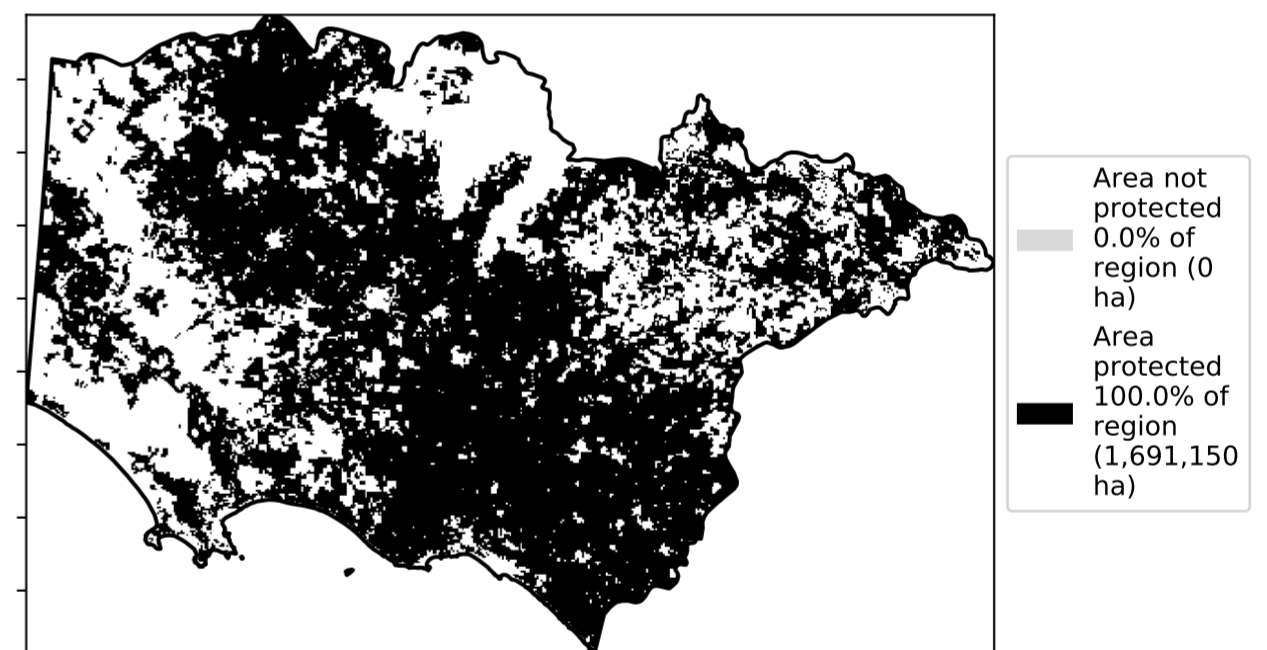 Area not
protected
0.0% of
region (0
ha)
Area
protected
100.0% of
region
(1,691,150
ha)